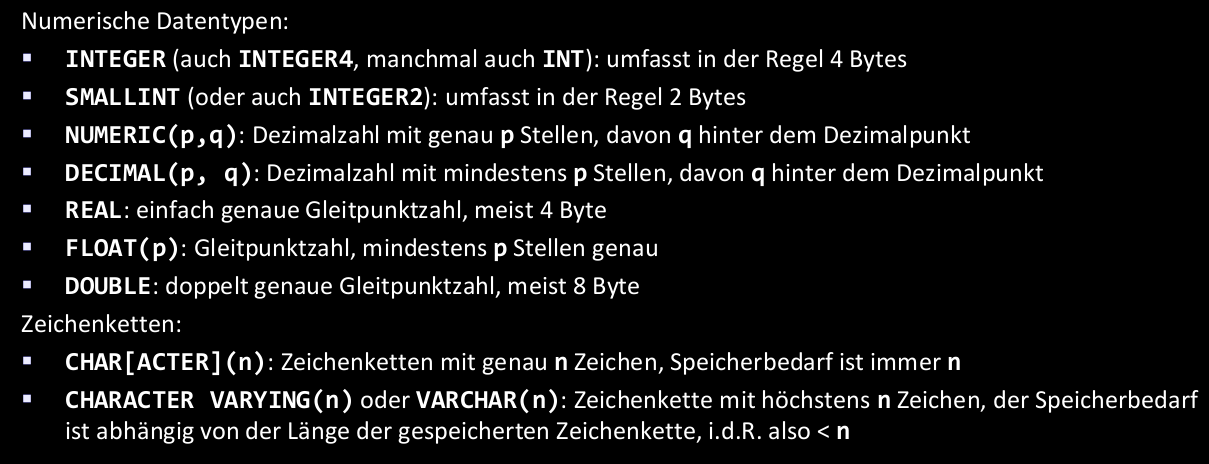 Numerische Datentypen:
▪ INTEGER (auch INTEGER4, manchmal auch INT): umfasst in der Regel 4 Bytes
▪ SMALLINT (oder auch INTEGER2): umfasst in der Regel 2 Bytes
▪ NUMERIC(p,q): Dezimalzahl mit genau p Stellen, davon q hinter dem Dezimalpunkt
▪ DECIMAL(p, q): Dezimalzahl mit mindestens p Stellen, davon q hinter dem Dezimalpunkt
▪ REAL: einfach genaue Gleitpunktzahl, meist 4 Byte
▪ FLOAT(p): Gleitpunktzahl, mindestens p Stellen genau
▪ DOUBLE: doppelt genaue Gleitpunktzahl, meist 8 Byte
Zeichenketten:
▪ CHAR[ACTER](n): Zeichenketten mit genau n Zeichen, Speicherbedarf ist immer n
▪ CHARACTER VARYING(n) oder VARCHAR(n): Zeichenkette mit höchstens n Zeichen, der Speicherbedarf
ist abhängig von der Länge der gespeicherten Zeichenkette, i.d.R. also < n